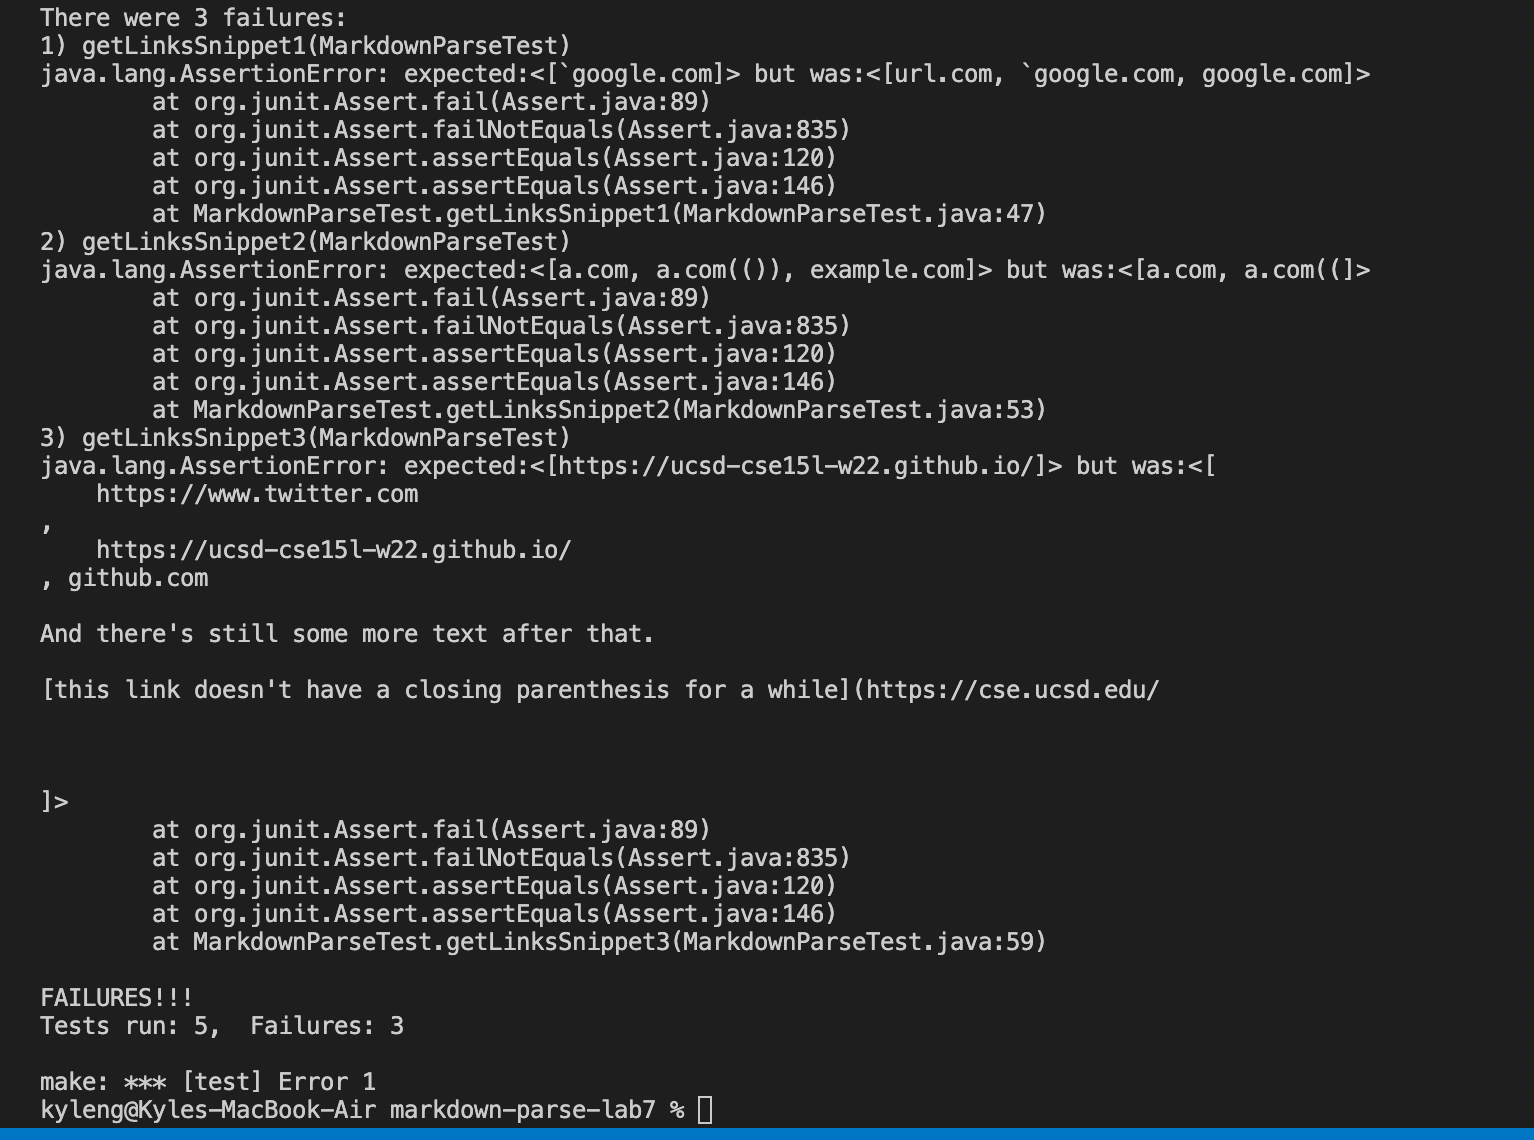 There were 3 failures:
1) getLinksSnippet1(MarkdownParseTest)
java.lang.AssertionError: expected:<[`google.com]> but was:<[url.com, `google.com, google.com]>
        at org.junit.Assert.fail(Assert.java:89)
        at org.junit.Assert.failNotEquals(Assert.java:835)
        at org.junit.Assert.assertEquals(Assert.java:120)
        at org.junit.Assert.assertEquals(Assert.java:146)
        at MarkdownParseTest.getLinksSnippet1(MarkdownParseTest.java:47)
2) getLinksSnippet2(MarkdownParseTest)
java.lang.AssertionError: expected:<[a.com, a.com(()), example.com]> but was:<[a.com, a.com((]>
        at org.junit.Assert.fail(Assert.java:89)
        at org.junit.Assert.failNotEquals(Assert.java:835)
        at org.junit.Assert.assertEquals(Assert.java:120)
        at org.junit.Assert.assertEquals(Assert.java:146)
        at MarkdownParseTest.getLinksSnippet2(MarkdownParseTest.java:53)
3) getLinksSnippet3(MarkdownParseTest)
java.lang.AssertionError: expected:<[https://ucsd-cse15l-w22.github.io/]> but was:<[
    https://www.twitter.com
,
    https://ucsd-cse15l-w22.github.io/
, github.com

And there's still some more text after that.

[this link doesn't have a closing parenthesis for a while](https://cse.ucsd.edu/



]>
        at org.junit.Assert.fail(Assert.java:89)
        at org.junit.Assert.failNotEquals(Assert.java:835)
        at org.junit.Assert.assertEquals(Assert.java:120)
        at org.junit.Assert.assertEquals(Assert.java:146)
        at MarkdownParseTest.getLinksSnippet3(MarkdownParseTest.java:59)

FAILURES!!!
Tests run: 5,  Failures: 3

make: *** [test] Error 1
kyleng@Kyles-MacBook-Air markdown-parse-lab7 %